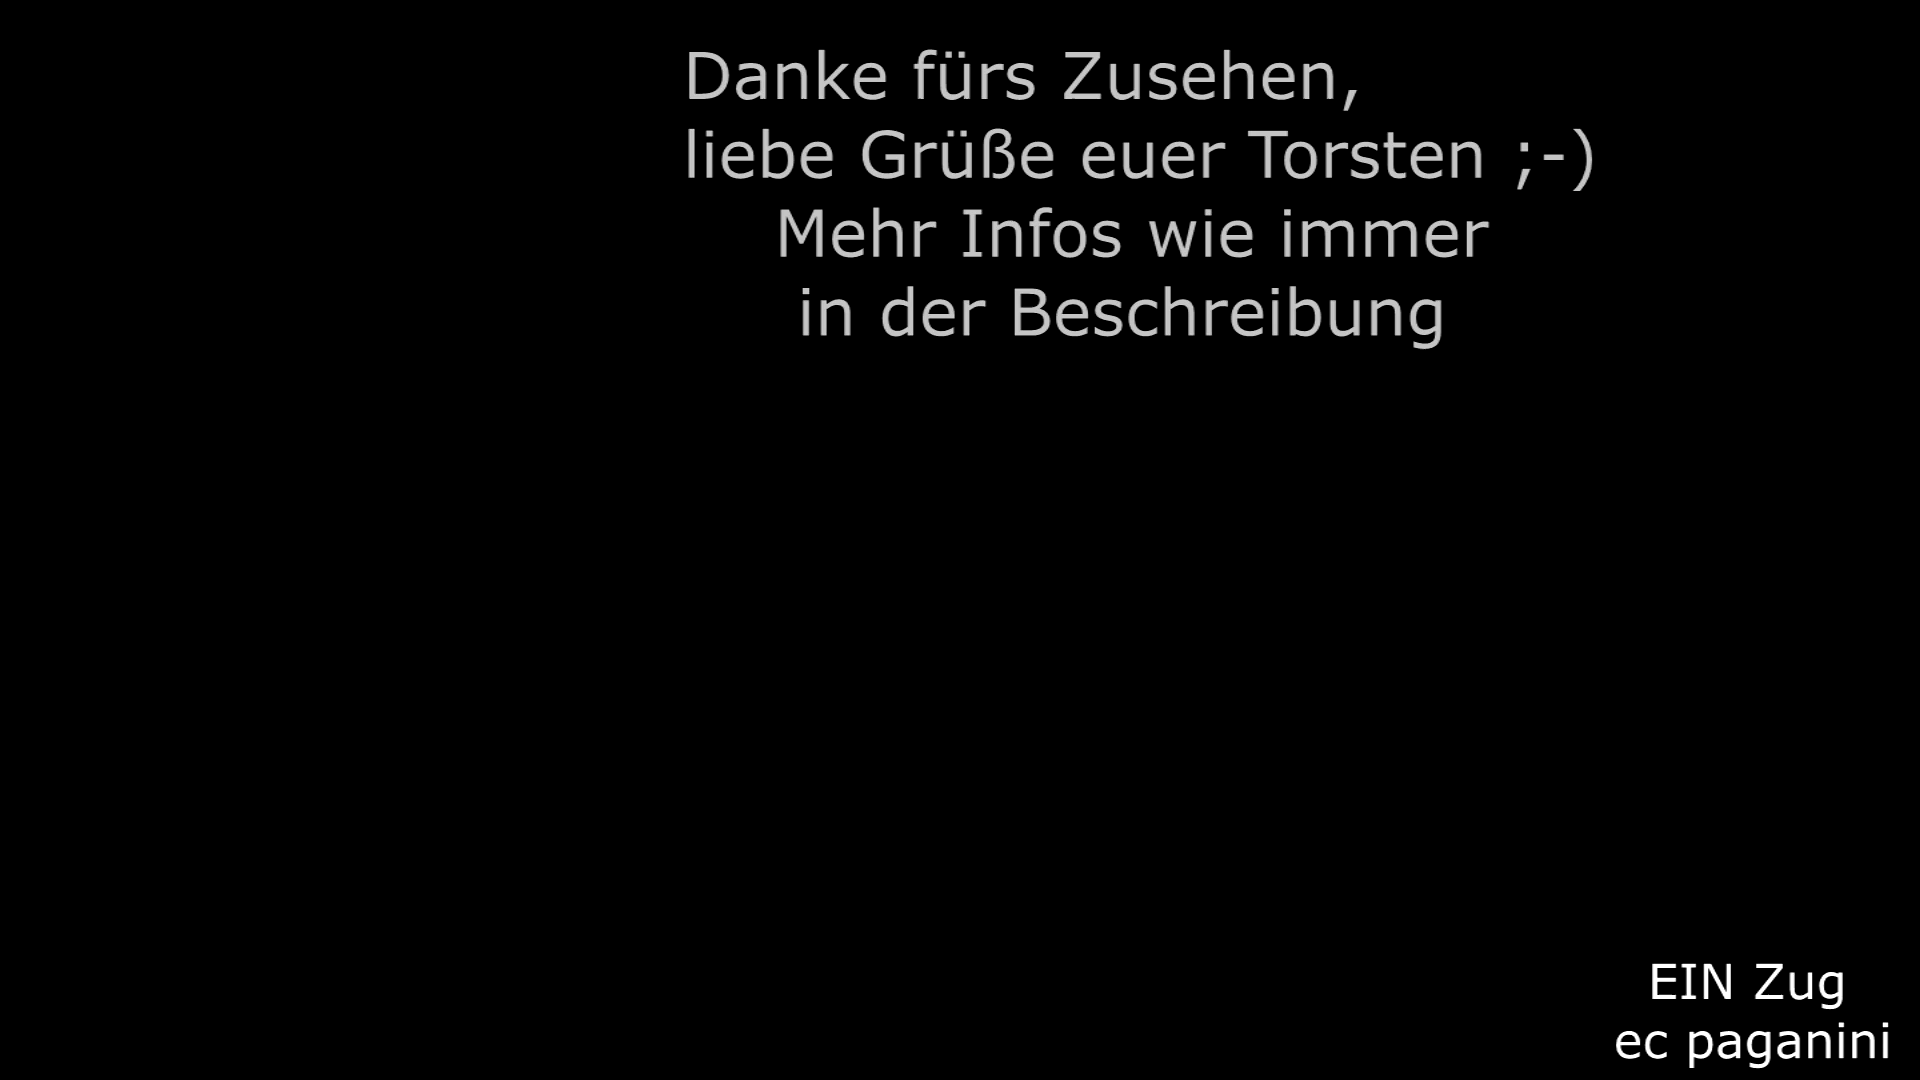 Danke fürs Zusehen,
liebe Grüße euer Torsten ;-)
Mehr Infos wie immer
in der Beschreibung
EIN Zug
ec paganini